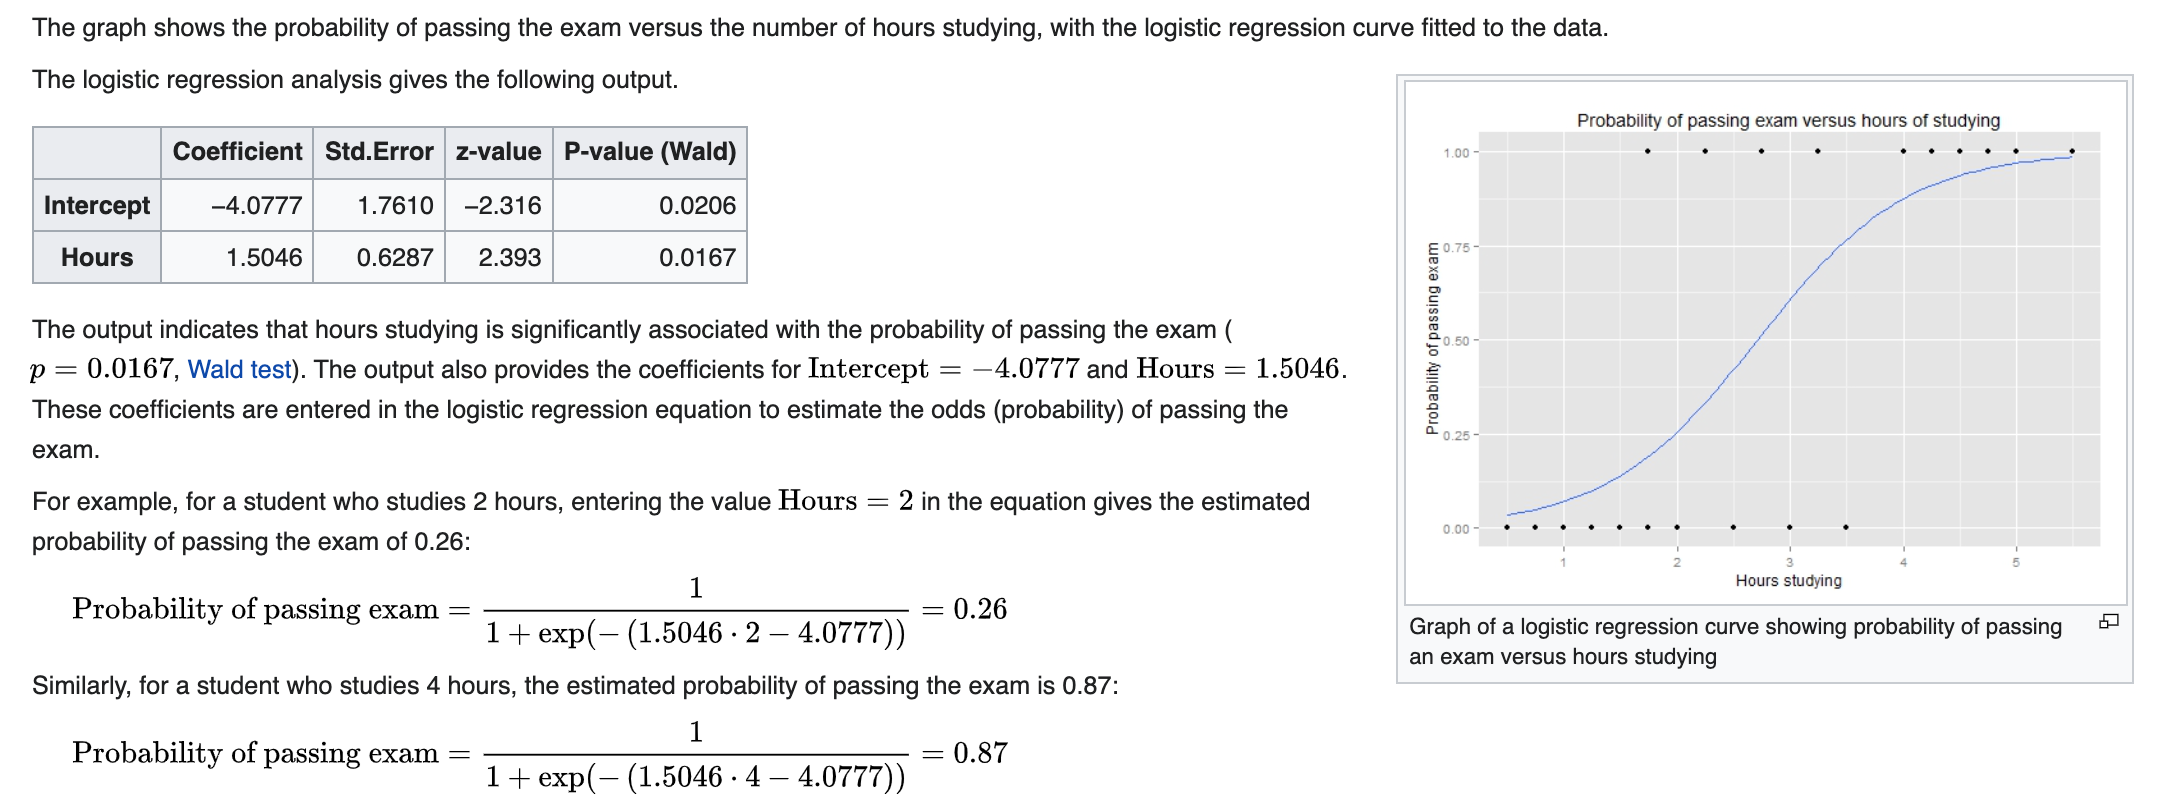 The graph shows the probability of passing the exam versus the number of hours studying, with the logistic regression curve fitted to the data.
The logistic regression analysis gives the following output.
Coefficient Std.Error z-value P-value (Wald)
Intercept −4.0777 1.7610 −2.316 0.0206
Hours 1.5046 0.6287 2.393 0.0167
The output indicates that hours studying is significantly associated with the probability of passing the exam (
p = 0.0167, Wald test). The output also provides the coefficients for Intercept = −4.0777 and Hours = 1.5046.
These coefficients are entered in the logistic regression equation to estimate the odds (probability) of passing the
exam.
For example, for a student who studies 2 hours, entering the value Hours = 2 in the equation gives the estimated
probability of passing the exam of 0.26:
Probability of passing exam = 1 / 1 + exp(− (1.5046 · 2 − 4.0777)) = 0.26
Similarly, for a student who studies 4 hours, the estimated probability of passing the exam is 0.87:
Probability of passing exam = 1 / 1 + exp(− (1.5046 · 4 − 4.0777)) = 0.87
Probability of passing exam versus hours of studying
Probability of passing exam
1.00
0.75
0.50
0.25
0.00
1 2 3 4 5
Hours studying
Graph of a logistic regression curve showing probability of passing
an exam versus hours studying